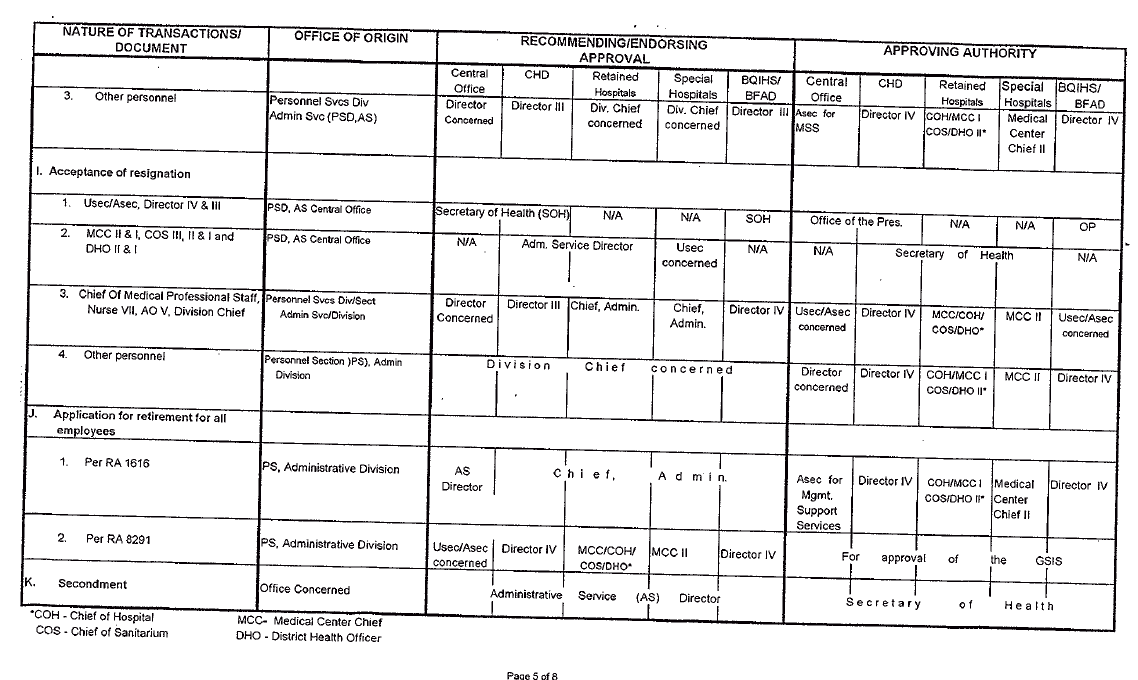 NATURE OF TRANSACTIONS/ DOCUMENT
OFFICE OF ORIGIN
RECOMMENDING/ENDORSING APPROVAL
APPROVING AUTHORITY
Central Office CHD Retained Hospitals Special Hospitals BQIHS/ BFAD Central Office CHD Retained Hospitals Special Hospitals BQIHS/ BFAD
3. Other personnel
Personnel Svcs Div
Admin Svc (PSD,AS)
Director Concerned Director III Div. Chief concerned Div. Chief concerned Director III Asec for MSS Director IV COH/MCC I COS/DHO II* Medical Center Chief II Director IV
I. Acceptance of resignation
1. Usec/Asec, Director IV & III
PSD, AS Central Office
Secretary of Health (SOH) N/A N/A SOH Office of the Pres. N/A N/A OP
2. MCC II & I, COS III, II & I and
DHO II & I
PSD, AS Central Office
N/A Adm. Service Director Usec concerned N/A N/A Secretary of Health N/A
3. Chief Of Medical Professional Staff,
Nurse VII, AO V, Division Chief
Personnel Svcs Div/Sect
Admin Svc/Division
Director Concerned Director III Chief, Admin. Chief, Admin. Director IV Usec/Asec concerned Director IV MCC/COH/ COS/DHO* MCC II Usec/Asec concerned
4. Other personnel
Personnel Section )PS), Admin
Division
Division Chief concerned Director concerned Director IV COH/MCC I COS/DHO II* MCC II Director IV
J. Application for retirement for all
employees
1. Per RA 1616
PS, Administrative Division
AS Director Chief, Admin. Asec for Mgmt. Support Services Director IV COH/MCC I COS/DHO II* Medical Center Chief II Director IV
2. Per RA 8291
PS, Administrative Division
Usec/Asec concerned Director IV MCC/COH/ COS/DHO* MCC II Director IV For approval of the GSIS
K. Secondment
Office Concerned
Administrative Service (AS) Director Secretary of Health
*COH - Chief of Hospital MCC- Medical Center Chief
COS - Chief of Sanitarium DHO - District Health Officer
Page 5 of 8